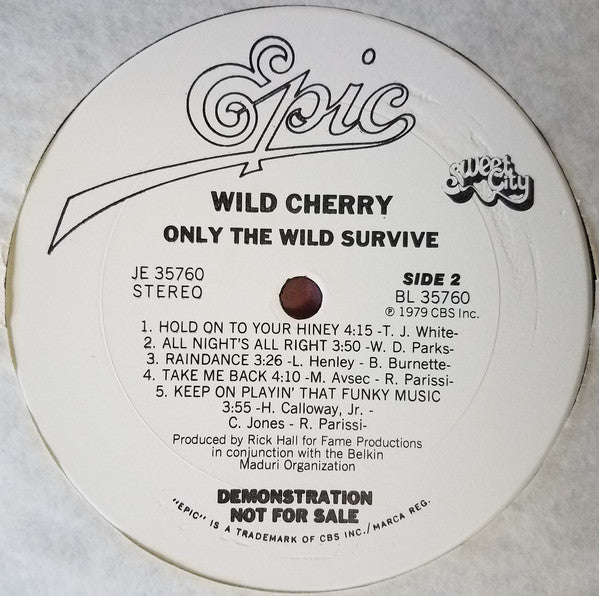 Epic
Sweet City
WILD CHERRY
ONLY THE WILD SURVIVE
JE 35760
STEREO
SIDE 2
BL 35760
℗ 1979 CBS Inc.
1. HOLD ON TO YOUR HINEY 4:15 -T. J. White-
2. ALL NIGHT'S ALL RIGHT 3:50 -W. D. Parks-
3. RAINDANCE 3:26 -L. Henley - B. Burnette-
4. TAKE ME BACK 4:10 -M. Avsec - R. Parissi-
5. KEEP ON PLAYIN' THAT FUNKY MUSIC
3:55 -H. Calloway, Jr. -
C. Jones - R. Parissi-
Produced by Rick Hall for Fame Productions
in conjunction with the Belkin
Maduri Organization
DEMONSTRATION
NOT FOR SALE
"EPIC" IS A TRADEMARK OF CBS INC./MARCA REG.